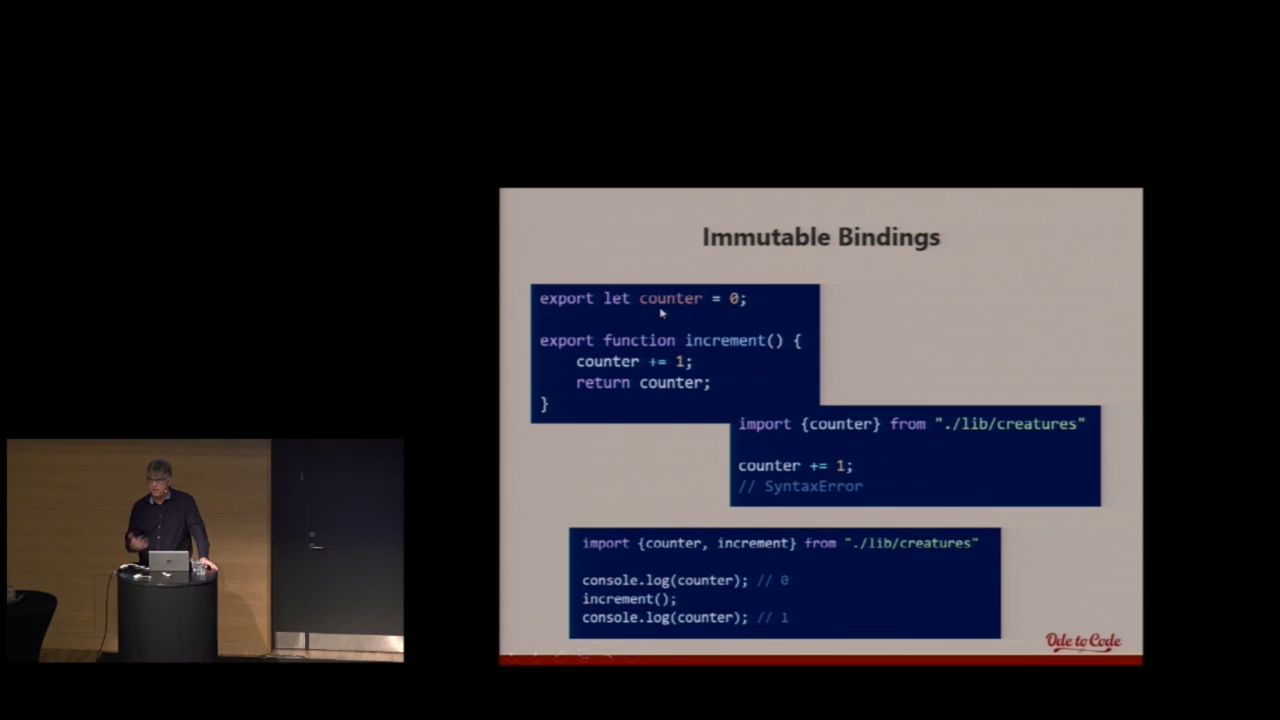 Immutable Bindings
export let counter = 0;
export function increment() {
counter += 1;
return counter;
}
import {counter} from "./lib/creatures"
counter += 1;
// SyntaxError
import {counter, increment} from "./lib/creatures"
console.log(counter); // 0
increment();
console.log(counter); // 1
Ode to Code